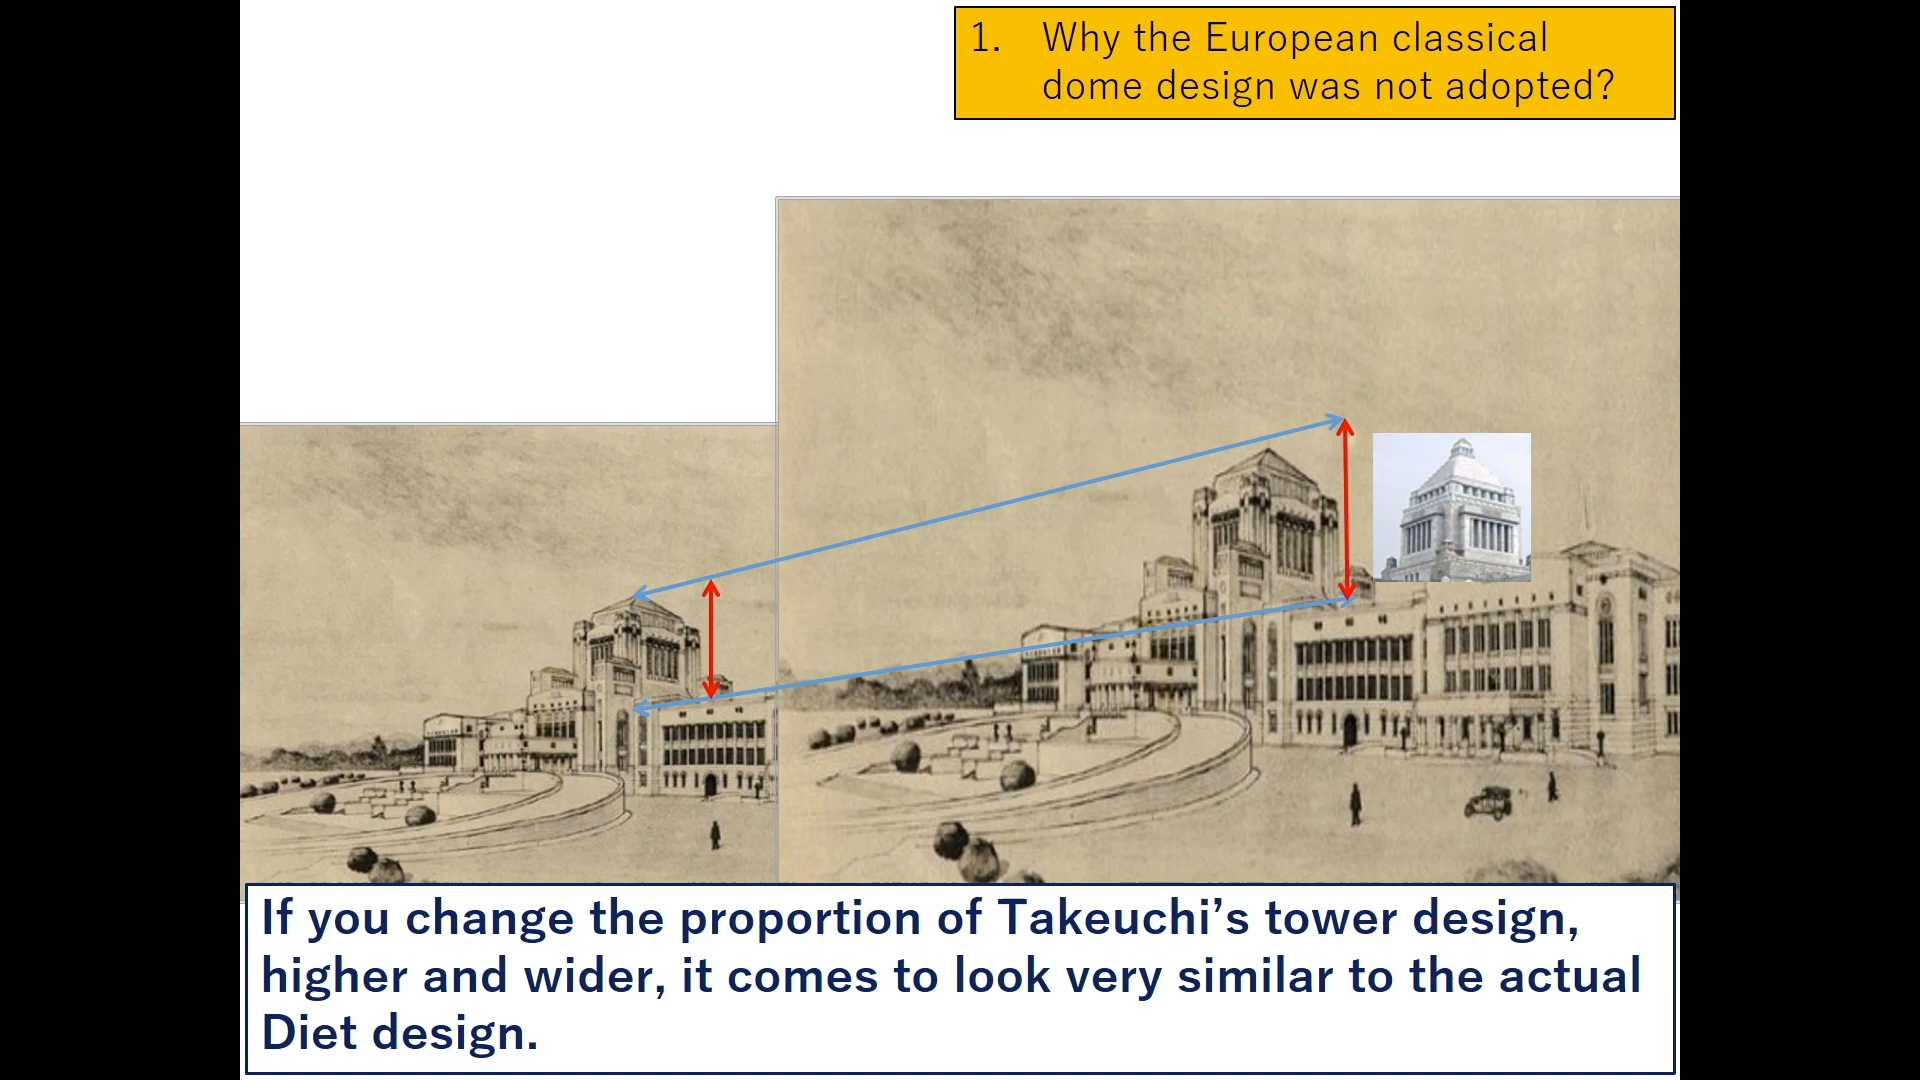 1. Why the European classical
dome design was not adopted?
If you change the proportion of Takeuchi’s tower design,
higher and wider, it comes to look very similar to the actual
Diet design.